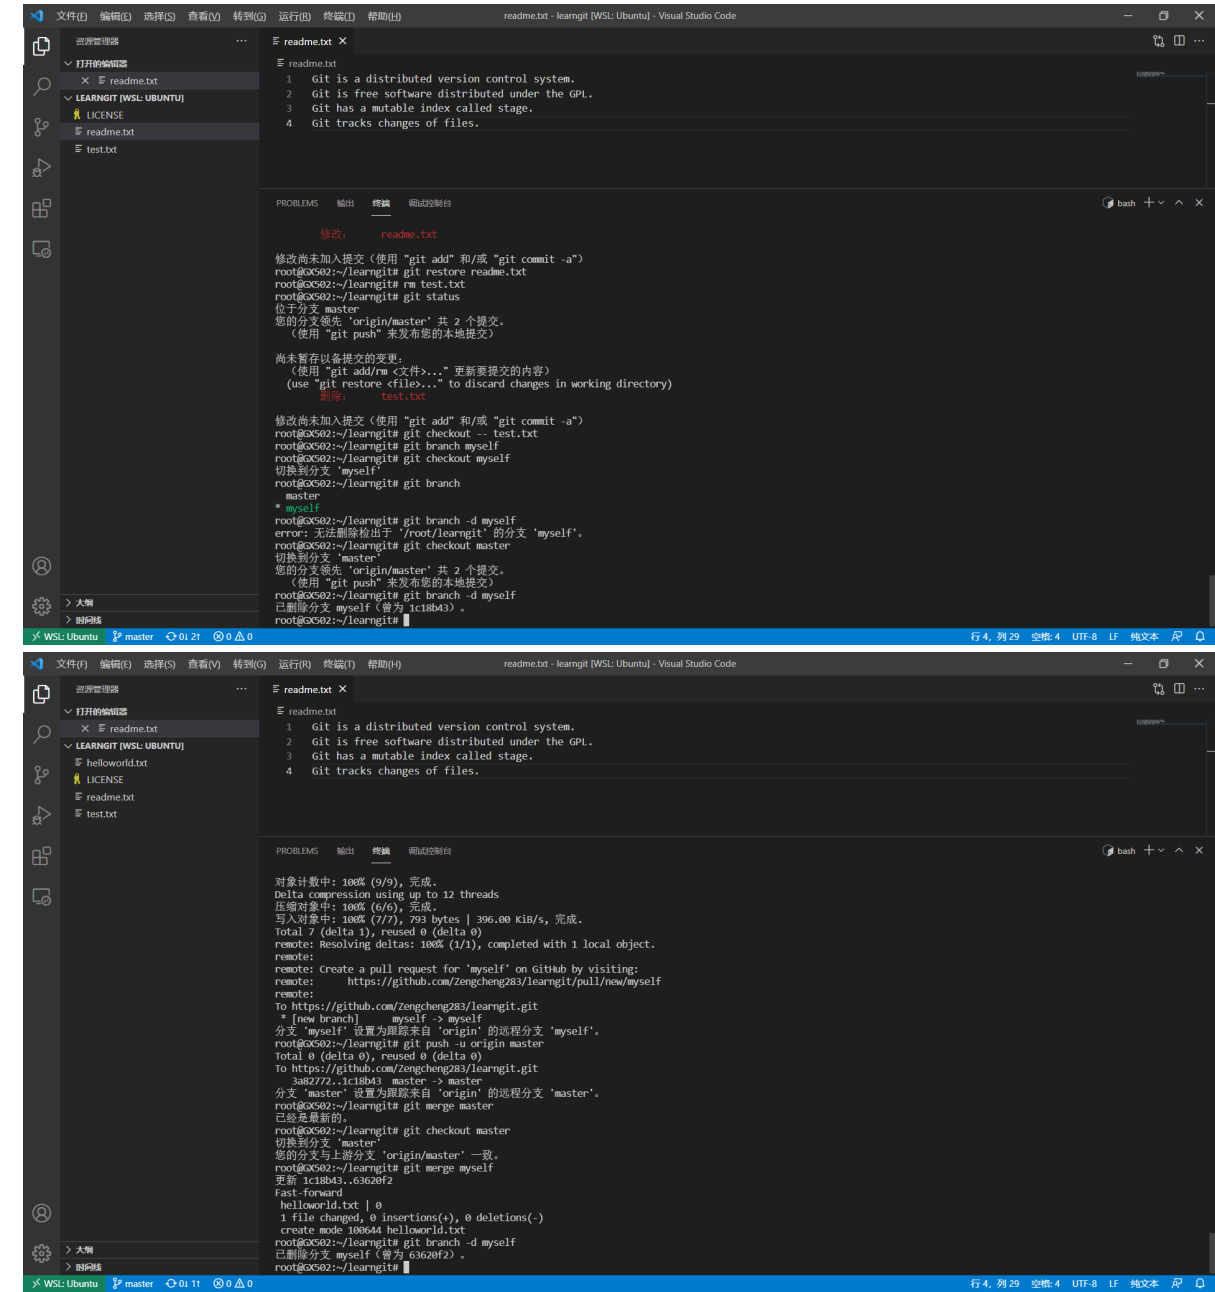 文件(F) 编辑(E) 选择(S) 查看(V) 转到(G) 运行(R) 终端(T) 帮助(H) readme.txt - learngit [WSL: Ubuntu] - Visual Studio Code
资源管理器 ···
打开的编辑器
readme.txt
LEARNGIT [WSL: UBUNTU]
LICENSE
readme.txt
test.txt
大纲
时间线
readme.txt
readme.txt
1 Git is a distributed version control system.
2 Git is free software distributed under the GPL.
3 Git has a mutable index called stage.
4 Git tracks changes of files.
PROBLEMS 输出 终端 调试控制台 bash
修改： readme.txt
修改尚未加入提交（使用 "git add" 和/或 "git commit -a"）
root@GX502:~/learngit# git restore readme.txt
root@GX502:~/learngit# rm test.txt
root@GX502:~/learngit# git status
位于分支 master
您的分支领先 'origin/master' 共 2 个提交。
（使用 "git push" 来发布您的本地提交）
尚未暂存以备提交的变更：
（使用 "git add/rm <文件>..." 更新要提交的内容）
(use "git restore <file>..." to discard changes in working directory)
删除： test.txt
修改尚未加入提交（使用 "git add" 和/或 "git commit -a"）
root@GX502:~/learngit# git checkout -- test.txt
root@GX502:~/learngit# git branch myself
root@GX502:~/learngit# git checkout myself
切换到分支 'myself'
root@GX502:~/learngit# git branch
master
* myself
root@GX502:~/learngit# git branch -d myself
error: 无法删除检出于 '/root/learngit' 的分支 'myself'。
root@GX502:~/learngit# git checkout master
切换到分支 'master'
您的分支领先 'origin/master' 共 2 个提交。
（使用 "git push" 来发布您的本地提交）
root@GX502:~/learngit# git branch -d myself
已删除分支 myself（曾为 1c18b43）。
root@GX502:~/learngit#
WSL: Ubuntu master 0↓ 2↑ 0 0 行 4, 列 29 空格: 4 UTF-8 LF 纯文本
文件(F) 编辑(E) 选择(S) 查看(V) 转到(G) 运行(R) 终端(T) 帮助(H) readme.txt - learngit [WSL: Ubuntu] - Visual Studio Code
资源管理器 ···
打开的编辑器
readme.txt
LEARNGIT [WSL: UBUNTU]
helloworld.txt
LICENSE
readme.txt
test.txt
大纲
时间线
readme.txt
readme.txt
1 Git is a distributed version control system.
2 Git is free software distributed under the GPL.
3 Git has a mutable index called stage.
4 Git tracks changes of files.
PROBLEMS 输出 终端 调试控制台 bash
对象计数中: 100% (9/9), 完成.
Delta compression using up to 12 threads
压缩对象中: 100% (6/6), 完成.
写入对象中: 100% (7/7), 793 bytes | 396.00 KiB/s, 完成.
Total 7 (delta 1), reused 0 (delta 0)
remote: Resolving deltas: 100% (1/1), completed with 1 local object.
remote:
remote: Create a pull request for 'myself' on GitHub by visiting:
remote: https://github.com/Zengcheng283/learngit/pull/new/myself
remote:
To https://github.com/Zengcheng283/learngit.git
* [new branch] myself -> myself
分支 'myself' 设置为跟踪来自 'origin' 的远程分支 'myself'。
root@GX502:~/learngit# git push -u origin master
Total 0 (delta 0), reused 0 (delta 0)
To https://github.com/Zengcheng283/learngit.git
3a82772..1c18b43 master -> master
分支 'master' 设置为跟踪来自 'origin' 的远程分支 'master'。
root@GX502:~/learngit# git merge master
已经是最新的。
root@GX502:~/learngit# git checkout master
切换到分支 'master'
您的分支与上游分支 'origin/master' 一致。
root@GX502:~/learngit# git merge myself
更新 1c18b43..63620f2
Fast-forward
helloworld.txt | 0
1 file changed, 0 insertions(+), 0 deletions(-)
create mode 100644 helloworld.txt
root@GX502:~/learngit# git branch -d myself
已删除分支 myself（曾为 63620f2）。
root@GX502:~/learngit#
WSL: Ubuntu master 0↓ 1↑ 0 0 行 4, 列 29 空格: 4 UTF-8 LF 纯文本